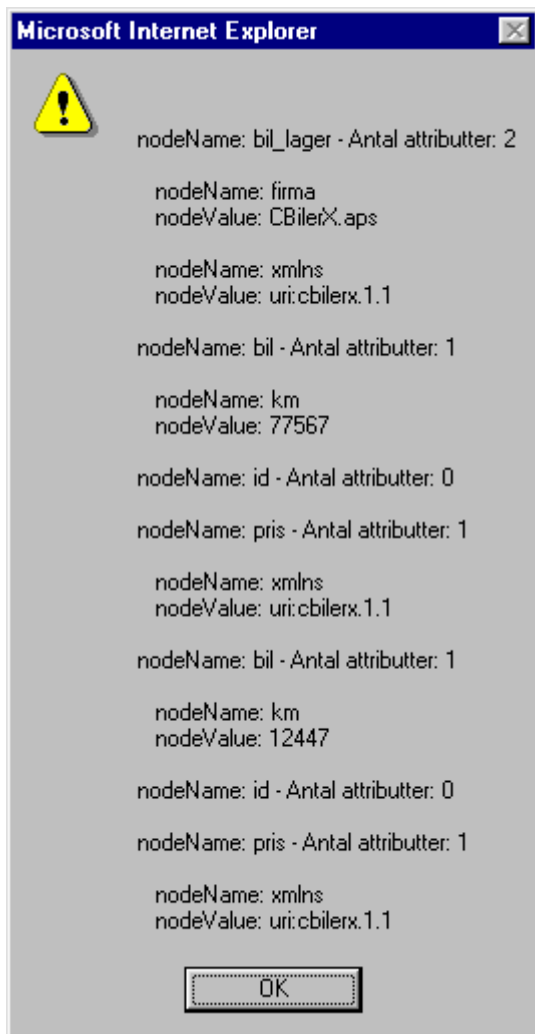 Microsoft Internet Explorer
nodeName: bil_lager - Antal attributter: 2
nodeName: firma
nodeValue: CBilerX.aps
nodeName: xmlns
nodeValue: uri:cbilerx.1.1
nodeName: bil - Antal attributter: 1
nodeName: km
nodeValue: 77567
nodeName: id - Antal attributter: 0
nodeName: pris - Antal attributter: 1
nodeName: xmlns
nodeValue: uri:cbilerx.1.1
nodeName: bil - Antal attributter: 1
nodeName: km
nodeValue: 12447
nodeName: id - Antal attributter: 0
nodeName: pris - Antal attributter: 1
nodeName: xmlns
nodeValue: uri:cbilerx.1.1
OK